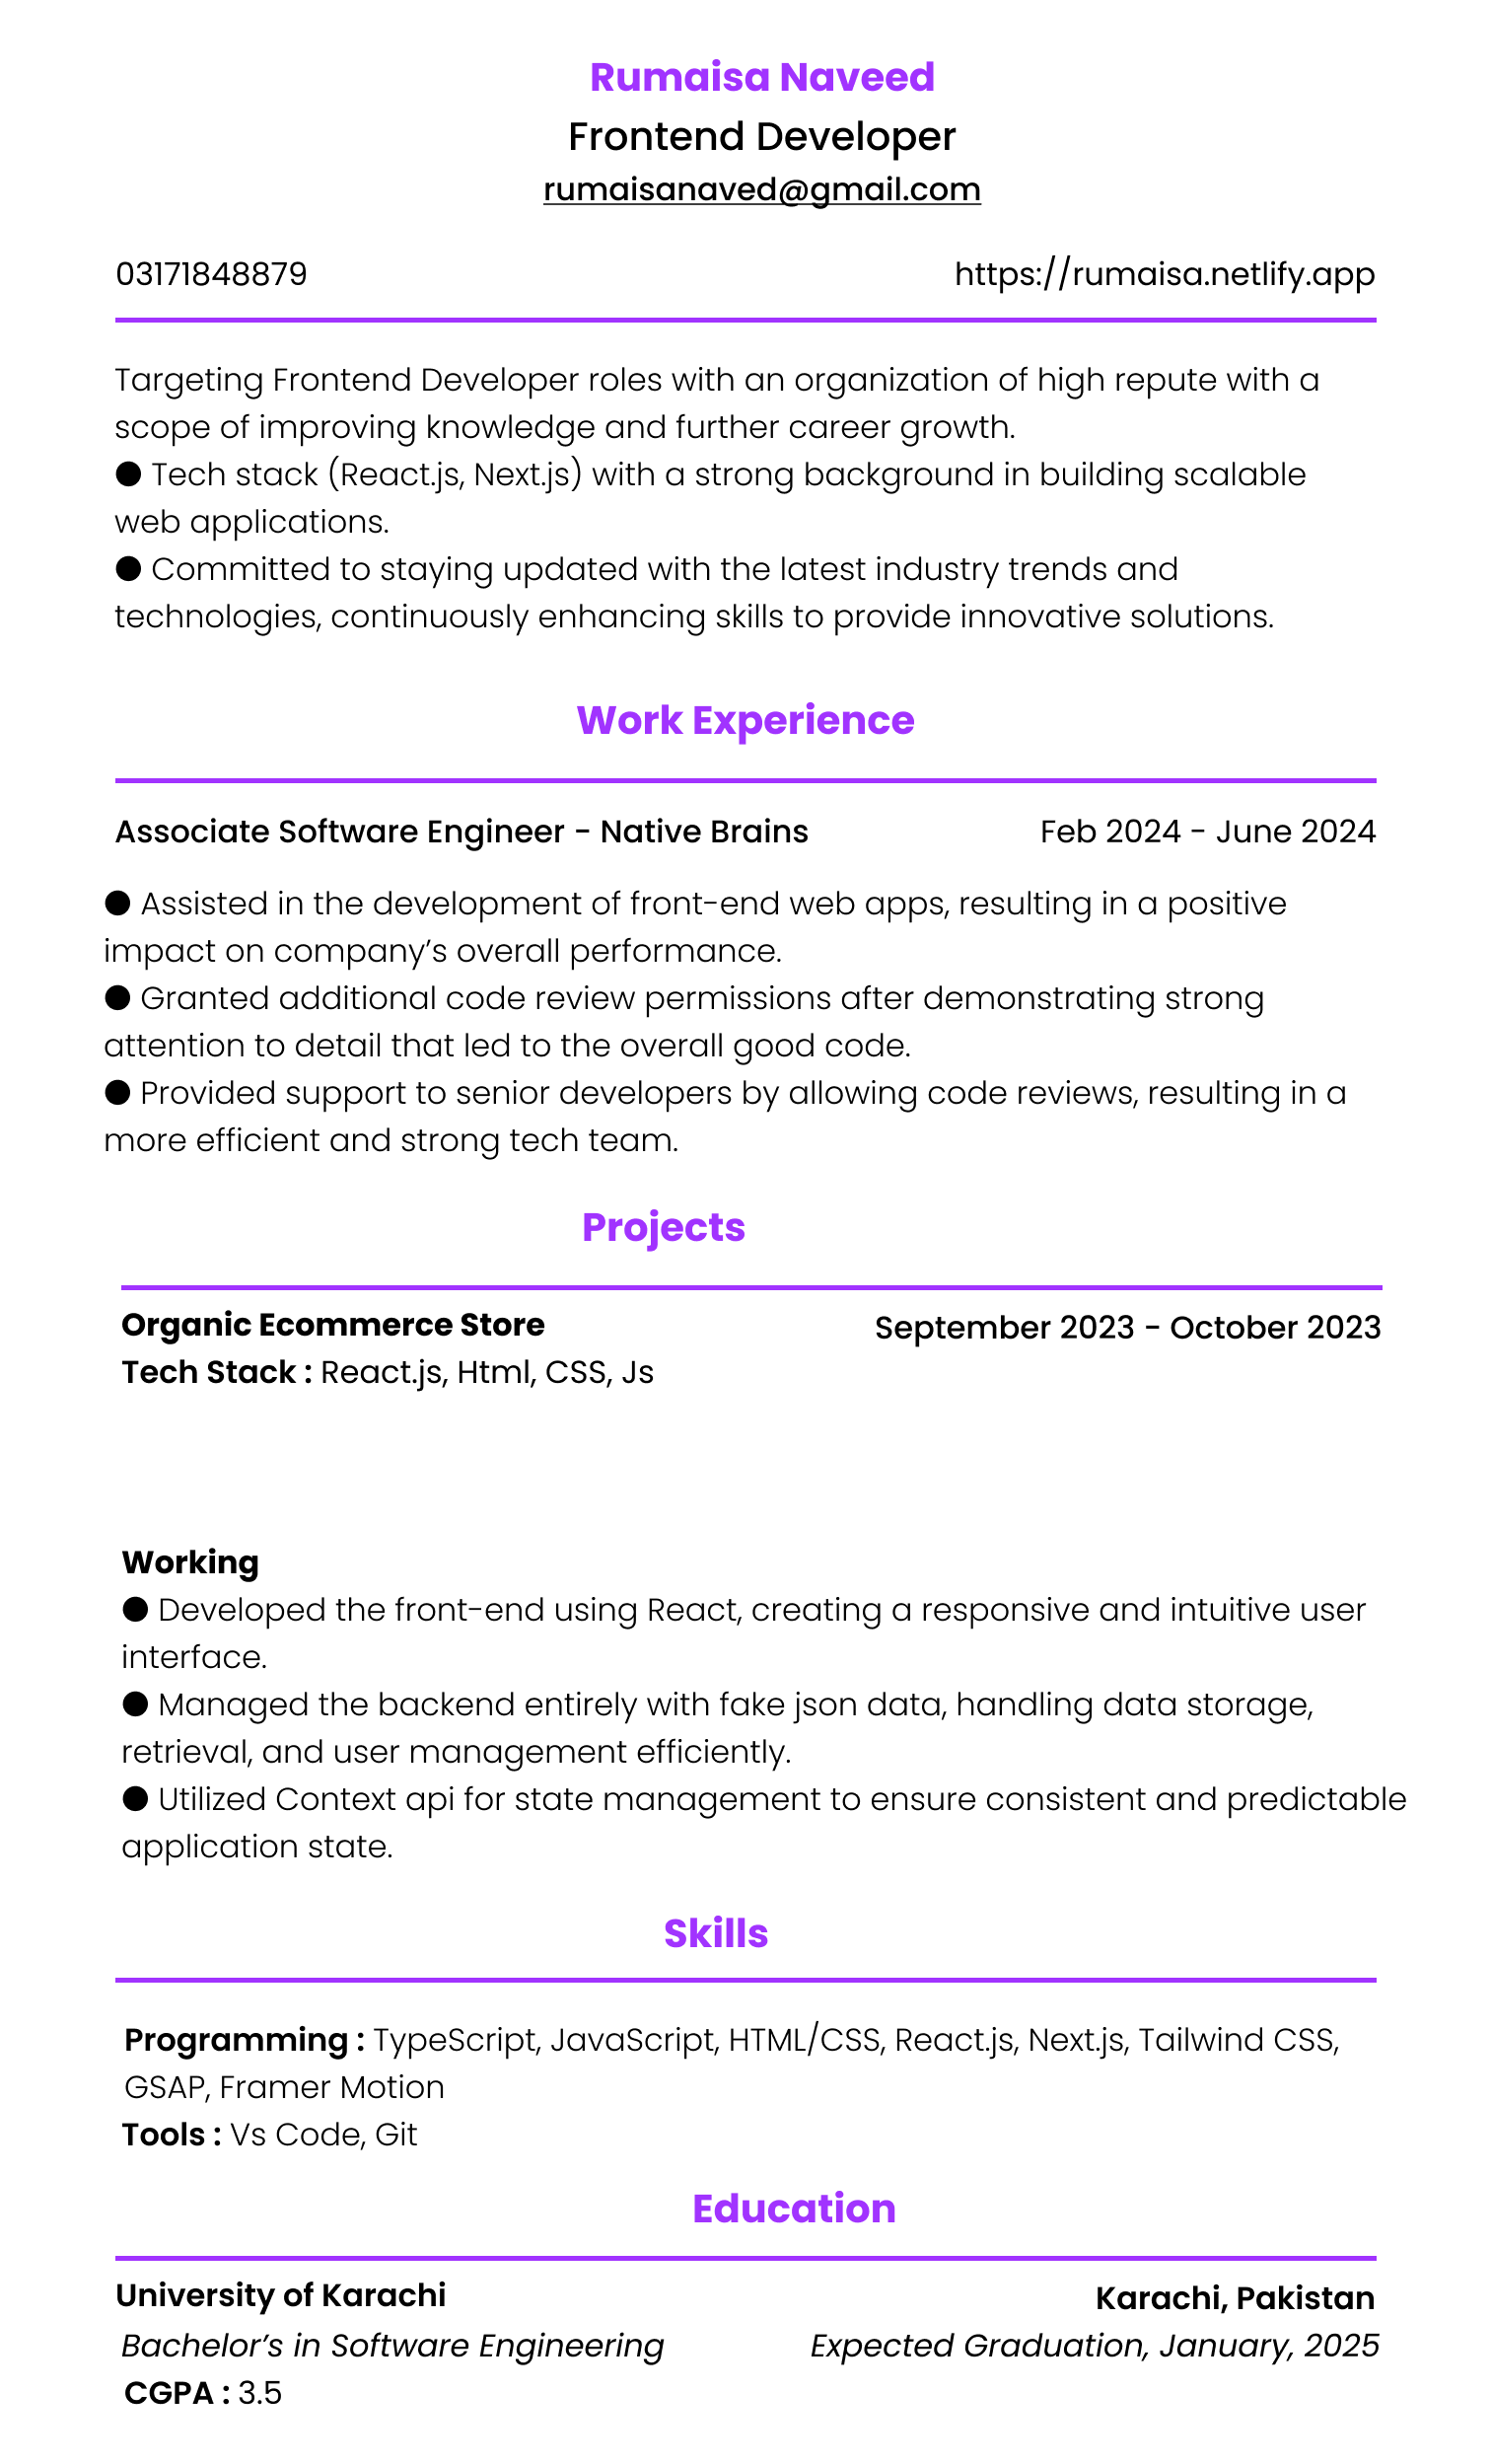 Rumaisa Naveed
Frontend Developer
rumaisanaved@gmail.com
03171848879 https://rumaisa.netlify.app
Targeting Frontend Developer roles with an organization of high repute with a
scope of improving knowledge and further career growth.
● Tech stack (React.js, Next.js) with a strong background in building scalable
web applications.
● Committed to staying updated with the latest industry trends and
technologies, continuously enhancing skills to provide innovative solutions.
Work Experience
Associate Software Engineer - Native Brains Feb 2024 - June 2024
● Assisted in the development of front-end web apps, resulting in a positive
impact on company’s overall performance.
● Granted additional code review permissions after demonstrating strong
attention to detail that led to the overall good code.
● Provided support to senior developers by allowing code reviews, resulting in a
more efficient and strong tech team.
Projects
Organic Ecommerce Store September 2023 - October 2023
Tech Stack : React.js, Html, CSS, Js
Working
● Developed the front-end using React, creating a responsive and intuitive user
interface.
● Managed the backend entirely with fake json data, handling data storage,
retrieval, and user management efficiently.
● Utilized Context api for state management to ensure consistent and predictable
application state.
Skills
Programming : TypeScript, JavaScript, HTML/CSS, React.js, Next.js, Tailwind CSS,
GSAP, Framer Motion
Tools : Vs Code, Git
Education
University of Karachi Karachi, Pakistan
Bachelor’s in Software Engineering Expected Graduation, January, 2025
CGPA : 3.5